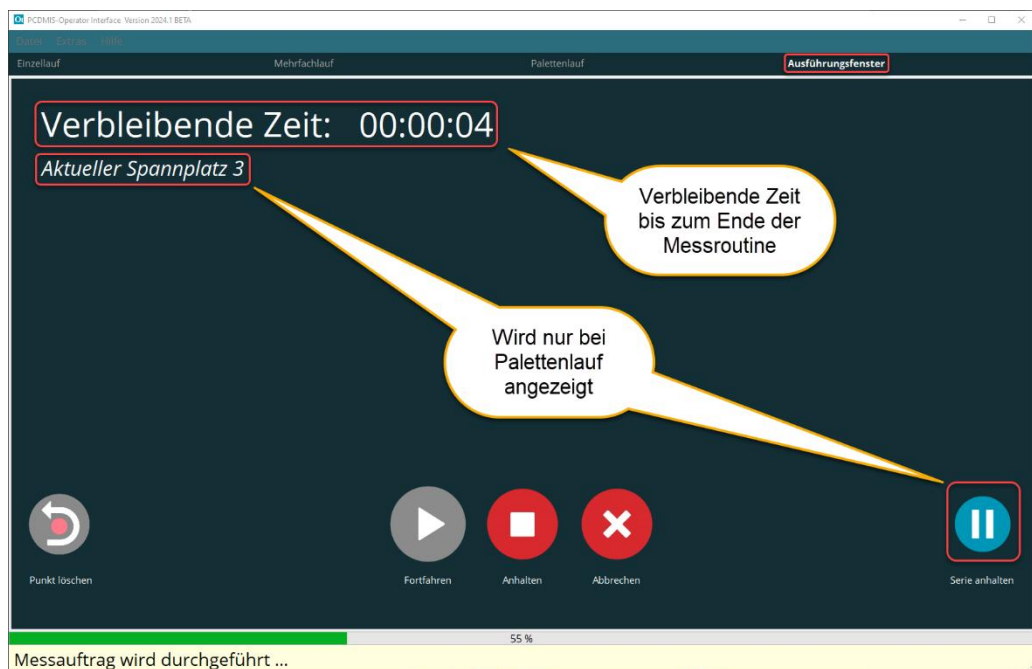 PCDMIS-Operator Interface Version 2024.1 BETA
Datei Extras Hilfe
Einzellauf Mehrfachlauf Palettenlauf Ausführungsfenster
Verbleibende Zeit: 00:00:04
Aktueller Spannplatz 3
Verbleibende Zeit
bis zum Ende der
Messroutine
Wird nur bei
Palettenlauf
angezeigt
Punkt löschen Fortfahren Anhalten Abbrechen Serie anhalten
55 %
Messauftrag wird durchgeführt ...